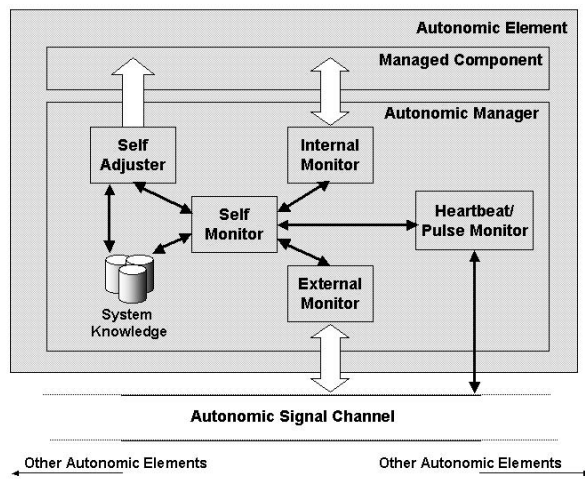 Autonomic Element
Managed Component
Autonomic Manager
Self
Adjuster
Internal
Monitor
Self
Monitor
Heartbeat/
Pulse Monitor
External
Monitor
System
Knowledge
Autonomic Signal Channel
Other Autonomic Elements
Other Autonomic Elements